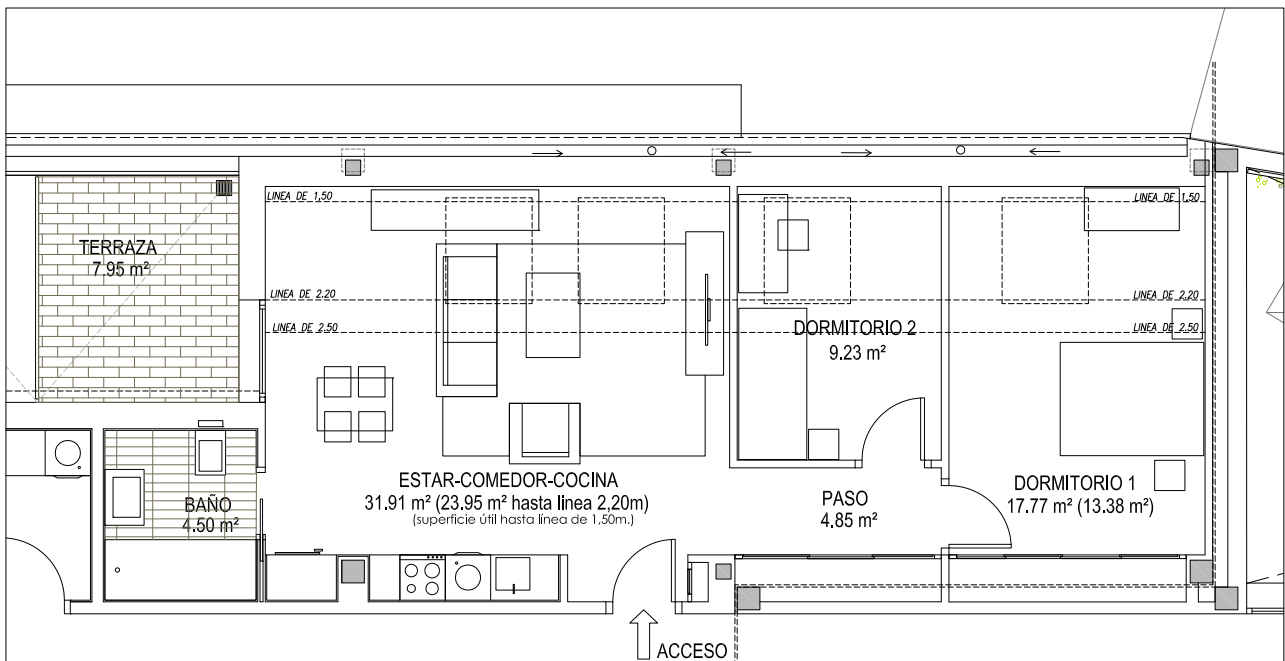 LINEA DE 1,50
LINEA DE 1.50
TERRAZA
7.95 m²
LINEA DE 2.20
LINEA DE 2,20
LINEA DE 2.50
LINEA DE 2.50
DORMITORIO 2
9.23 m²
ESTAR-COMEDOR-COCINA
31.91 m² (23.95 m² hasta linea 2,20m)
(superficie útil hasta línea de 1,50m.)
BAÑO
4.50 m²
PASO
4.85 m²
DORMITORIO 1
17.77 m² (13.38 m²)
ACCESO